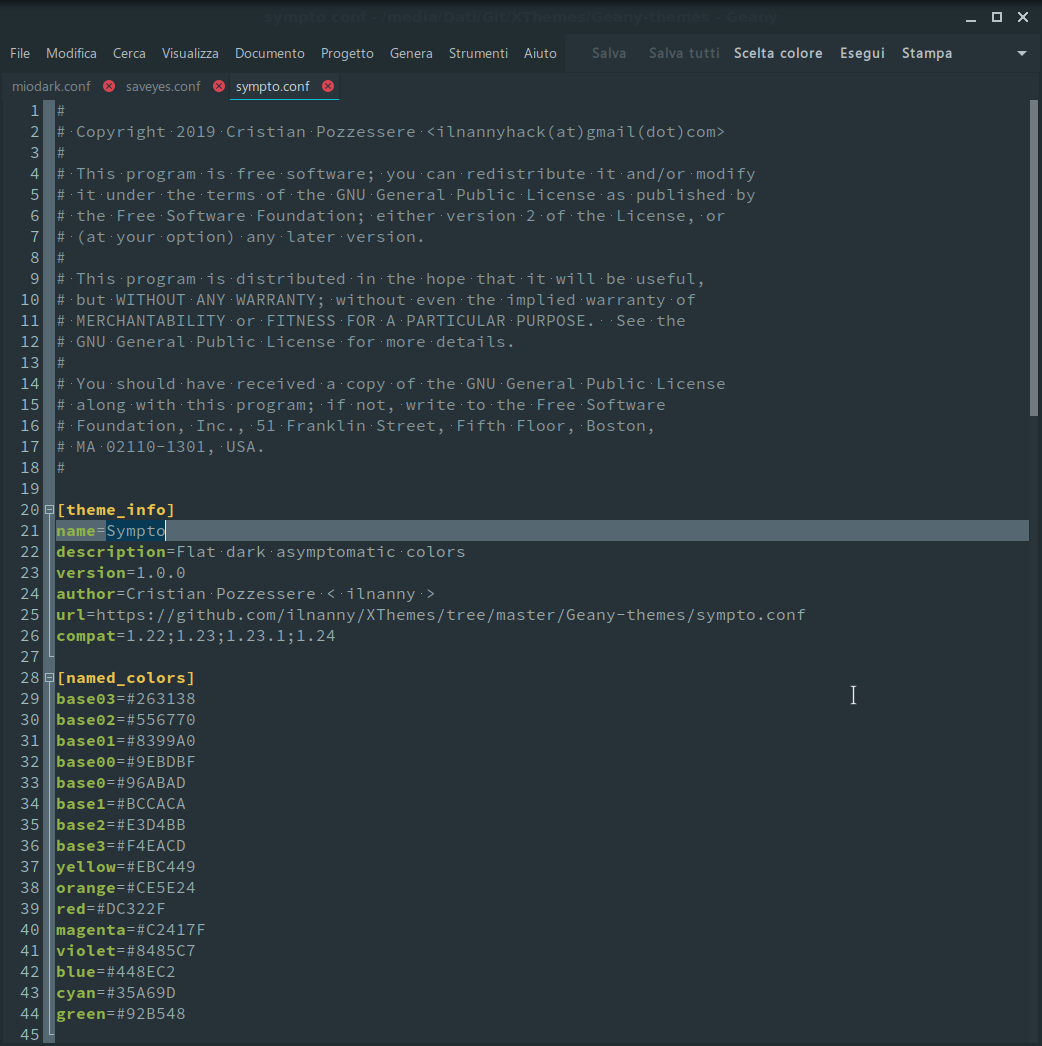 sympto.conf - /media/Dati/Git/XThemes/Geany-themes - Geany
File Modifica Cerca Visualizza Documento Progetto Genera Strumenti Aiuto Salva Salva tutti Scelta colore Esegui Stampa
miodark.conf saveyes.conf sympto.conf
1 #
2 # Copyright 2019 Cristian Pozzessere <ilnannyhack(at)gmail(dot)com>
3 #
4 # This program is free software; you can redistribute it and/or modify
5 # it under the terms of the GNU General Public License as published by
6 # the Free Software Foundation; either version 2 of the License, or
7 # (at your option) any later version.
8 #
9 # This program is distributed in the hope that it will be useful,
10 # but WITHOUT ANY WARRANTY; without even the implied warranty of
11 # MERCHANTABILITY or FITNESS FOR A PARTICULAR PURPOSE.  See the
12 # GNU General Public License for more details.
13 #
14 # You should have received a copy of the GNU General Public License
15 # along with this program; if not, write to the Free Software
16 # Foundation, Inc., 51 Franklin Street, Fifth Floor, Boston,
17 # MA 02110-1301, USA.
18 #
19
20 [theme_info]
21 name=Sympto
22 description=Flat dark asymptomatic colors
23 version=1.0.0
24 author=Cristian Pozzessere < ilnanny >
25 url=https://github.com/ilnanny/XThemes/tree/master/Geany-themes/sympto.conf
26 compat=1.22;1.23;1.23.1;1.24
27
28 [named_colors]
29 base03=#263138
30 base02=#556770
31 base01=#8399A0
32 base00=#9EBDBF
33 base0=#96ABAD
34 base1=#BCCACA
35 base2=#E3D4BB
36 base3=#F4EACD
37 yellow=#EBC449
38 orange=#CE5E24
39 red=#DC322F
40 magenta=#C2417F
41 violet=#8485C7
42 blue=#448EC2
43 cyan=#35A69D
44 green=#92B548
45